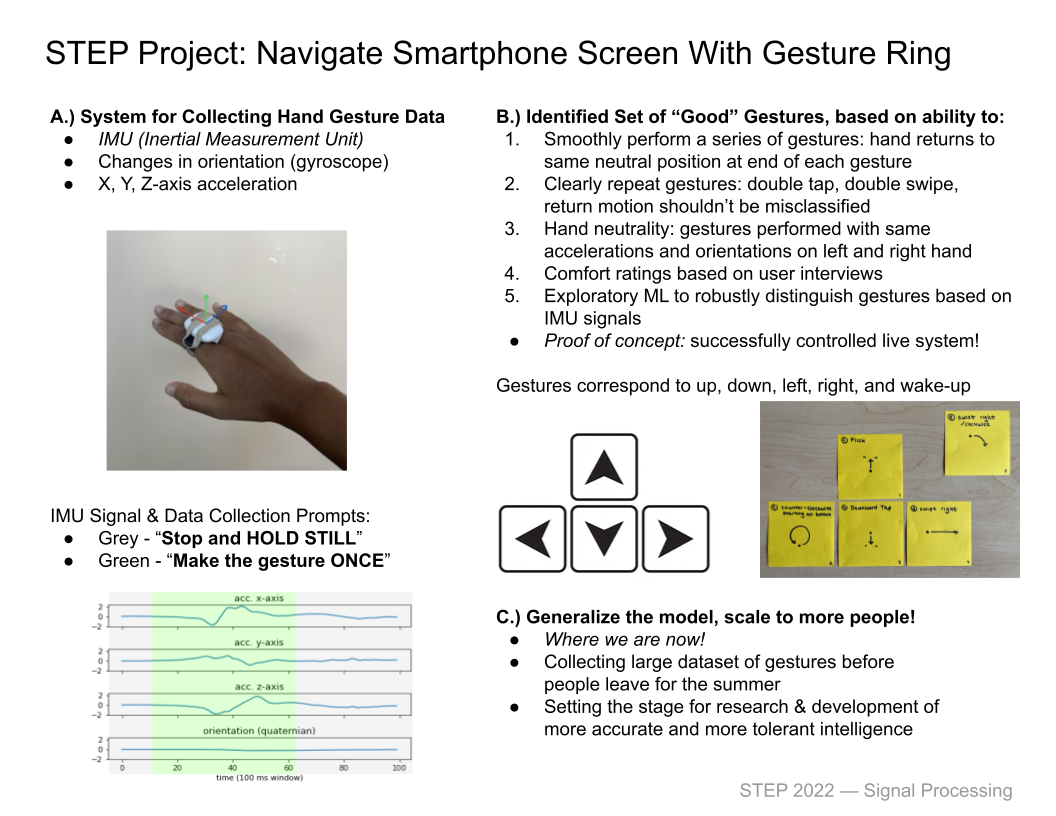 STEP Project: Navigate Smartphone Screen With Gesture Ring
A.) System for Collecting Hand Gesture Data
● IMU (Inertial Measurement Unit)
● Changes in orientation (gyroscope)
● X, Y, Z-axis acceleration
IMU Signal & Data Collection Prompts:
● Grey - “Stop and HOLD STILL”
● Green - “Make the gesture ONCE”
acc. x-axis
2
0
−2
acc. y-axis
2
0
−2
acc. z-axis
2
0
−2
orientation (quaternian)
2
0
−2
0 20 40 60 80 100
time (100 ms window)
B.) Identified Set of “Good” Gestures, based on ability to:
1. Smoothly perform a series of gestures: hand returns to
same neutral position at end of each gesture
2. Clearly repeat gestures: double tap, double swipe,
return motion shouldn’t be misclassified
3. Hand neutrality: gestures performed with same
accelerations and orientations on left and right hand
4. Comfort ratings based on user interviews
5. Exploratory ML to robustly distinguish gestures based on
IMU signals
● Proof of concept: successfully controlled live system!
Gestures correspond to up, down, left, right, and wake-up
Flick
1
swipe right
counter-clockwise
starting at bottom
Downward Tap
swipe right
C.) Generalize the model, scale to more people!
● Where we are now!
● Collecting large dataset of gestures before
people leave for the summer
● Setting the stage for research & development of
more accurate and more tolerant intelligence
STEP 2022 — Signal Processing